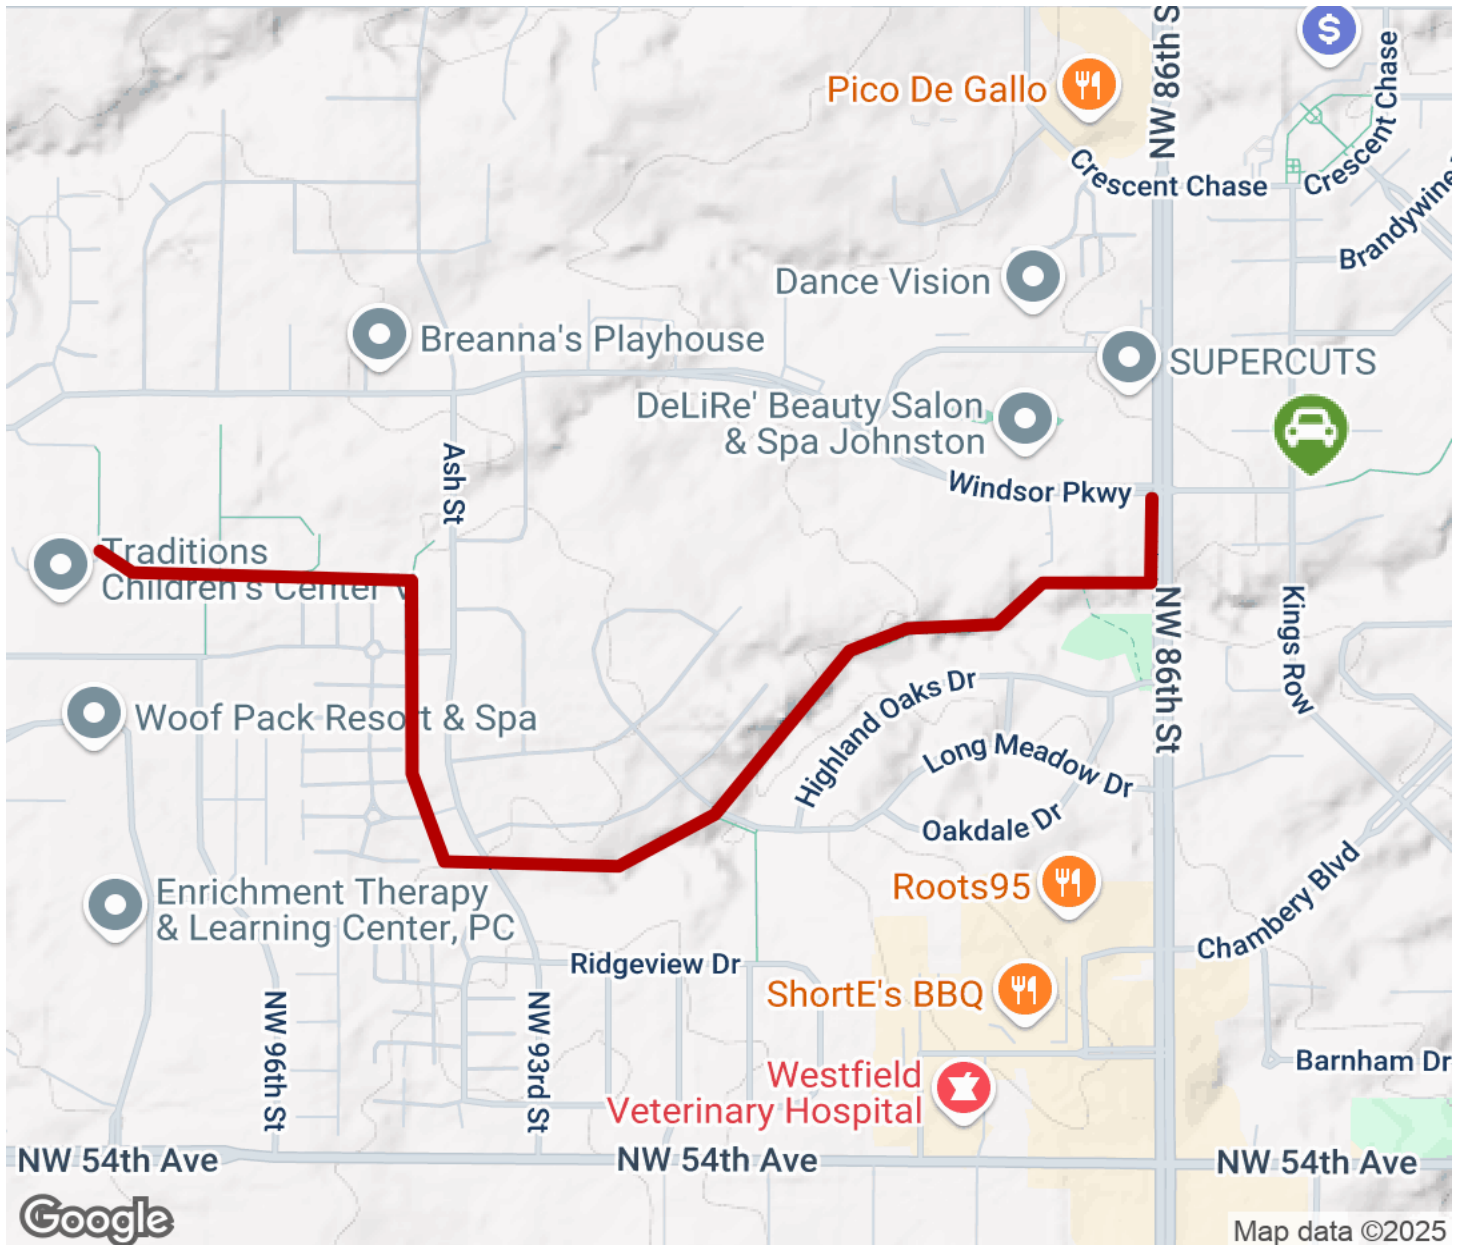 NW 86th S
$
Crescent Chase
Pico De Gallo
Crescent Chase
Brandywine
Dance Vision
Breanna's Playhouse
SUPERCUTS
DeLiRe' Beauty Salon
& Spa Johnston
Ash St
Windsor Pkwy
Traditions
Children's Center
Kings Row
NW 86th St
Highland Oaks Dr
Woof Pack Resort & Spa
Long Meadow Dr
Oakdale Dr
Roots95
Chambery Blvd
Enrichment Therapy
& Learning Center, PC
Ridgeview Dr
ShortE's BBQ
NW 96th St
NW 93rd St
Barnham Dr
Westfield
Veterinary Hospital
NW 54th Ave
NW 54th Ave
NW 54th Ave
Google
Map data ©2025